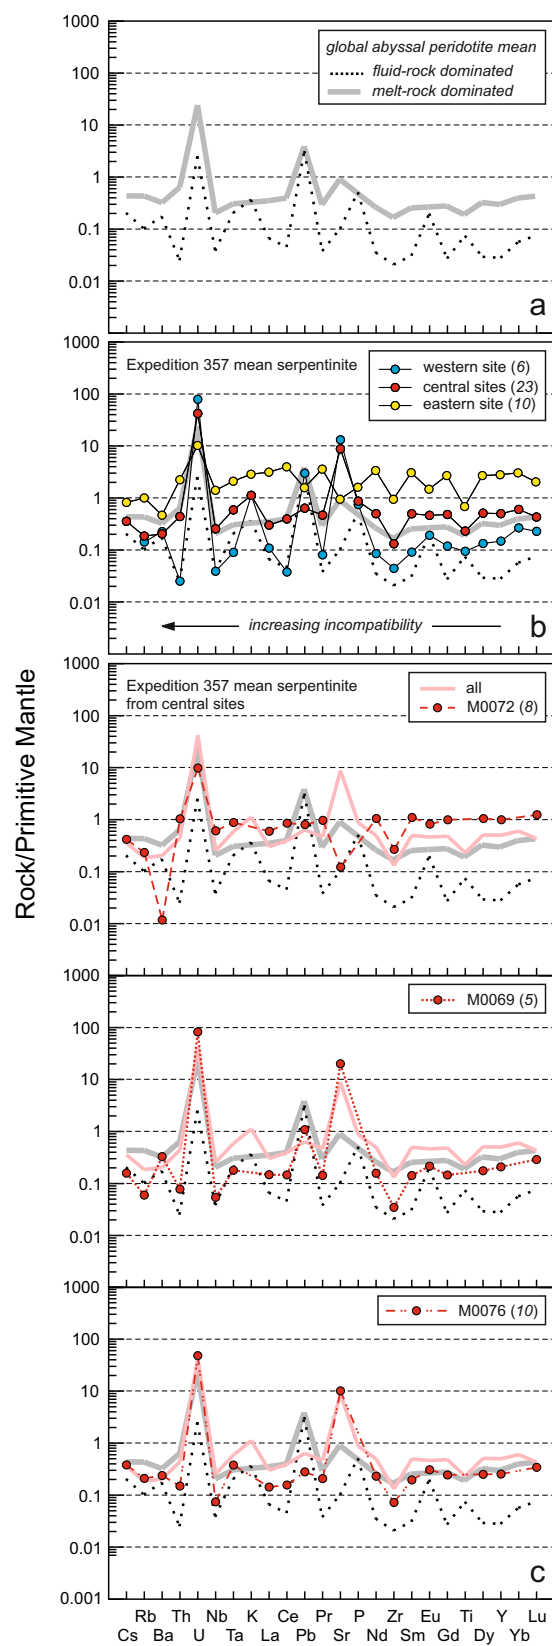 Rock/Primitive Mantle
1000
global abyssal peridotite mean
fluid-rock dominated
melt-rock dominated
100
10
1
0.1
0.01
a
1000
Expedition 357 mean serpentinite
western site (6)
central sites (23)
eastern site (10)
100
10
1
0.1
0.01
increasing incompatibility
b
1000
Expedition 357 mean serpentinite
from central sites
all
M0072 (8)
100
10
1
0.1
0.01
1000
M0069 (5)
100
10
1
0.1
0.01
1000
M0076 (10)
100
10
1
0.1
0.01
0.001
c
Rb Th Nb K Ce Pr P Zr Eu Ti Y Lu
Cs Ba U Ta La Pb Sr Nd Sm Gd Dy Yb